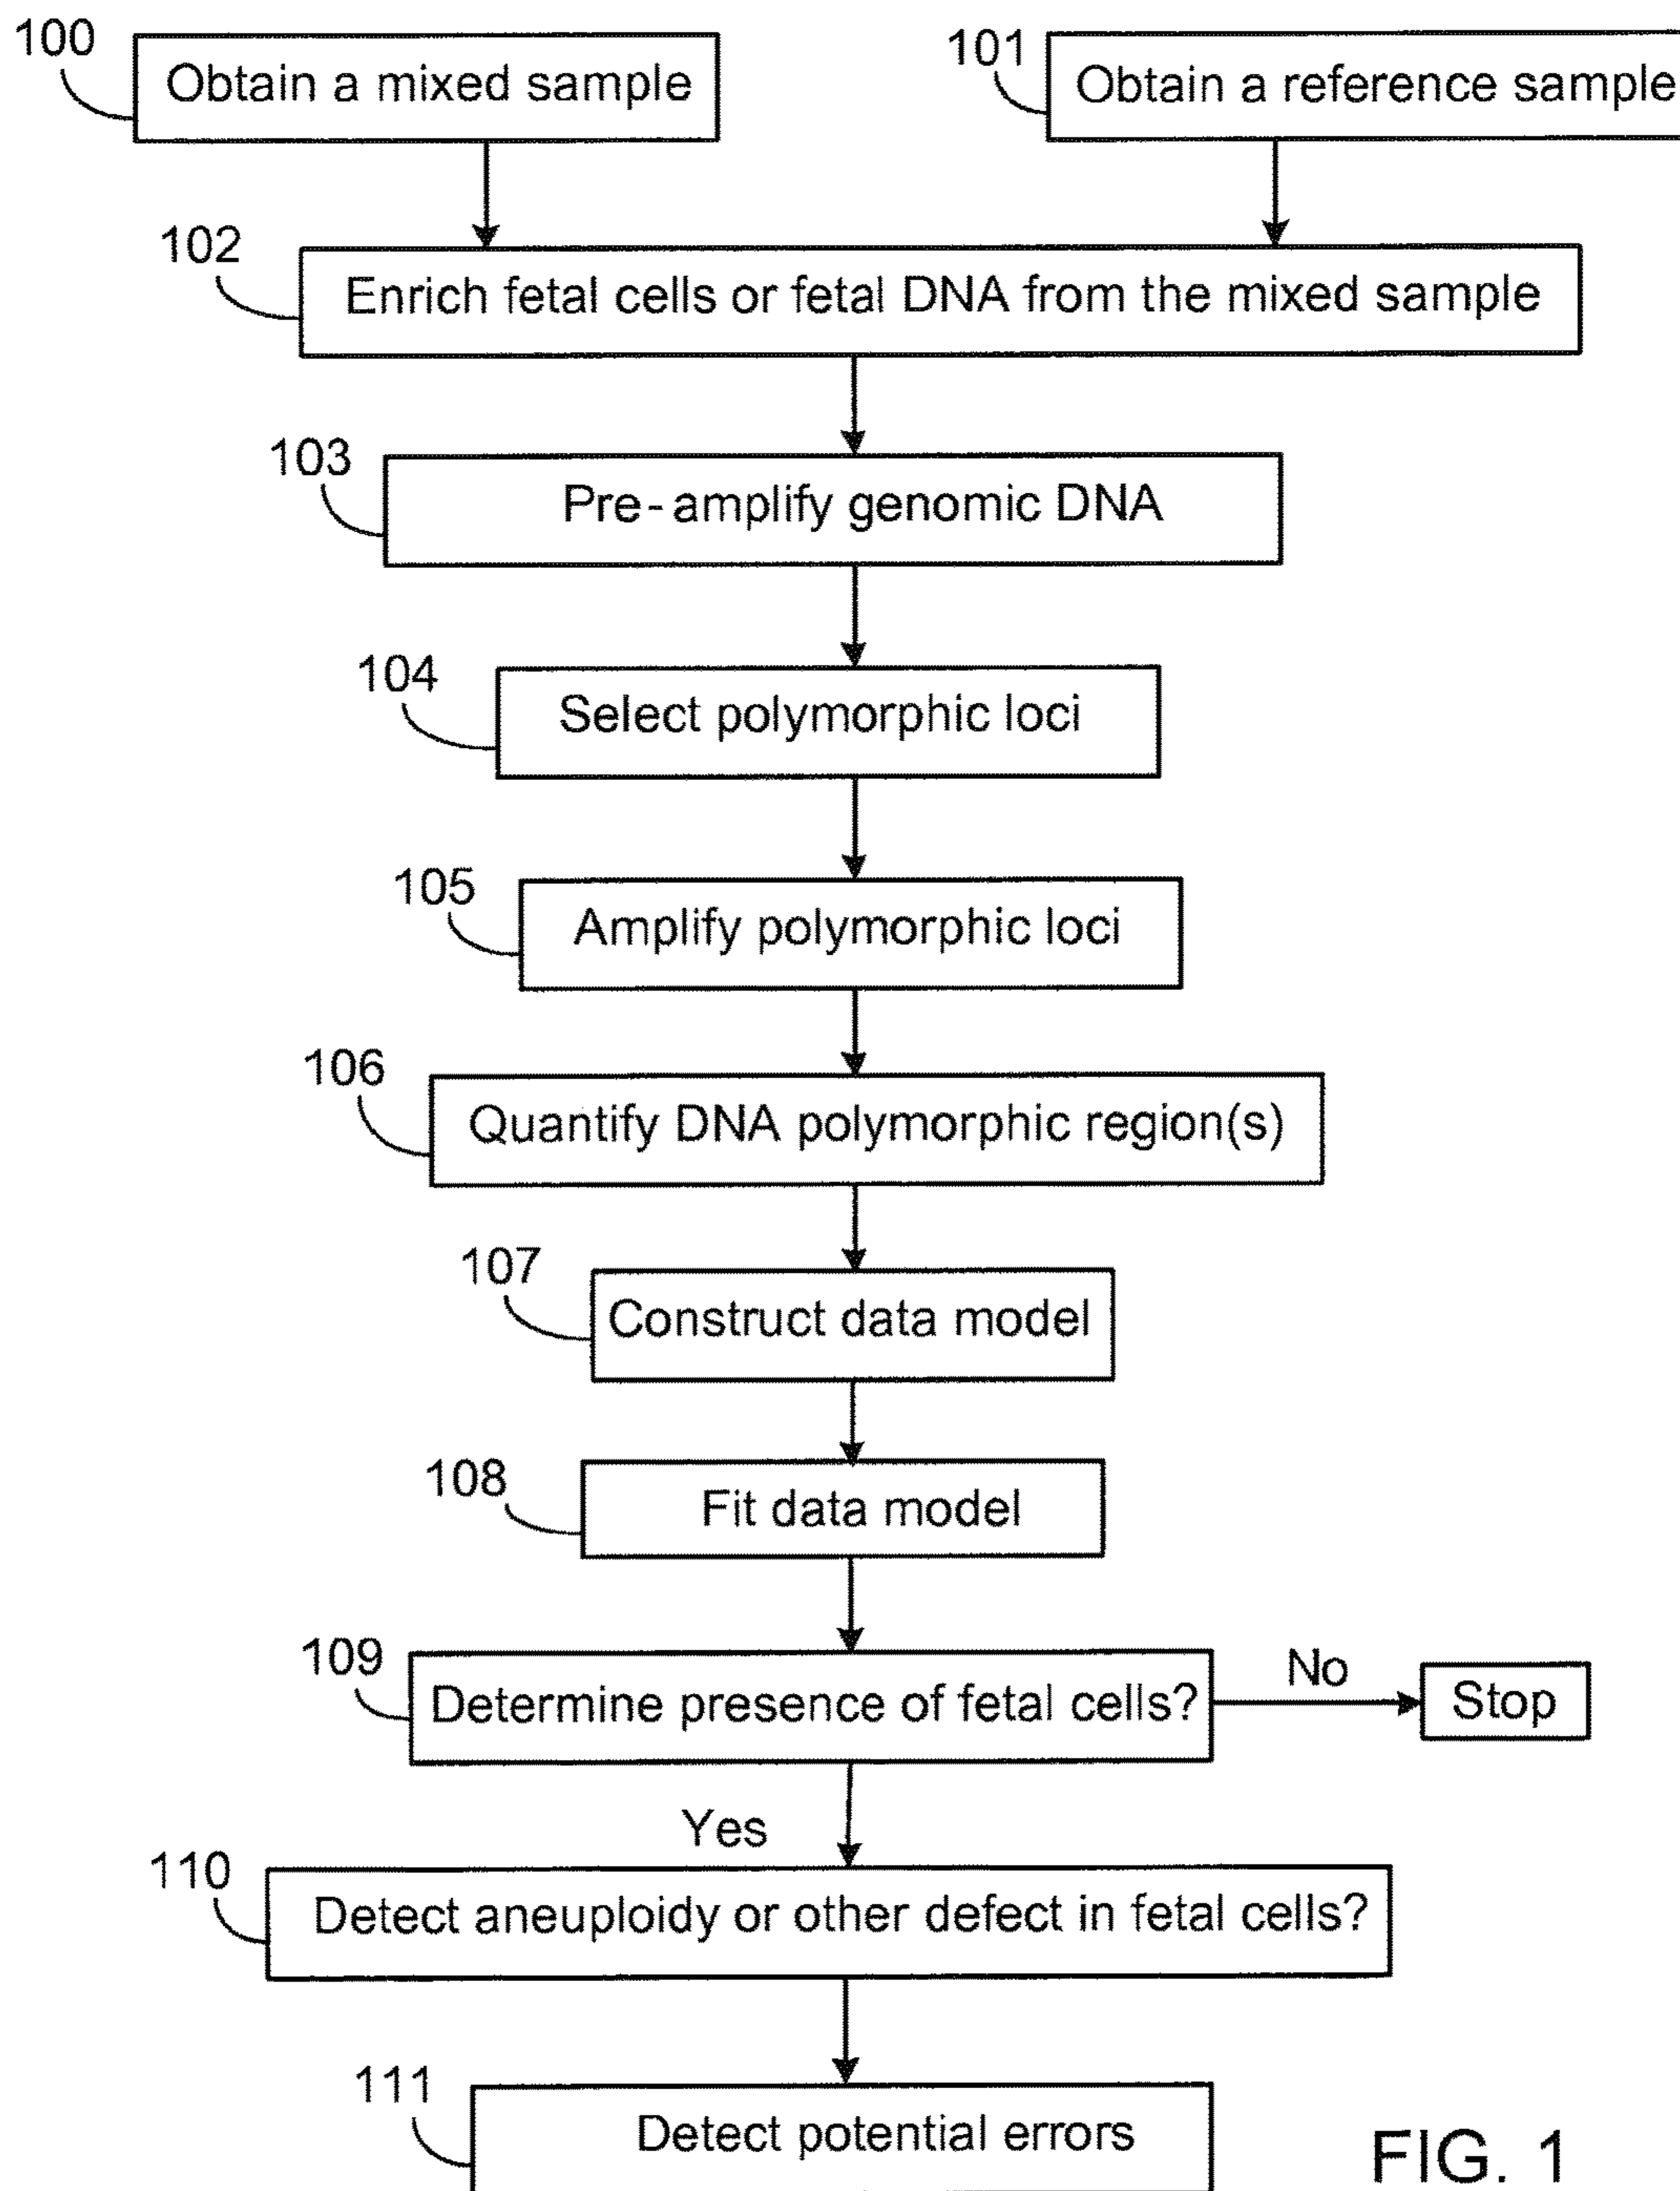 100
Obtain a mixed sample
101
Obtain a reference sample
102
Enrich fetal cells or fetal DNA from the mixed sample
103
Pre-amplify genomic DNA
104
Select polymorphic loci
105
Amplify polymorphic loci
106
Quantify DNA polymorphic region(s)
107
Construct data model
108
Fit data model
109
Determine presence of fetal cells?
No
Stop
Yes
110
Detect aneuploidy or other defect in fetal cells?
111
Detect potential errors
FIG. 1